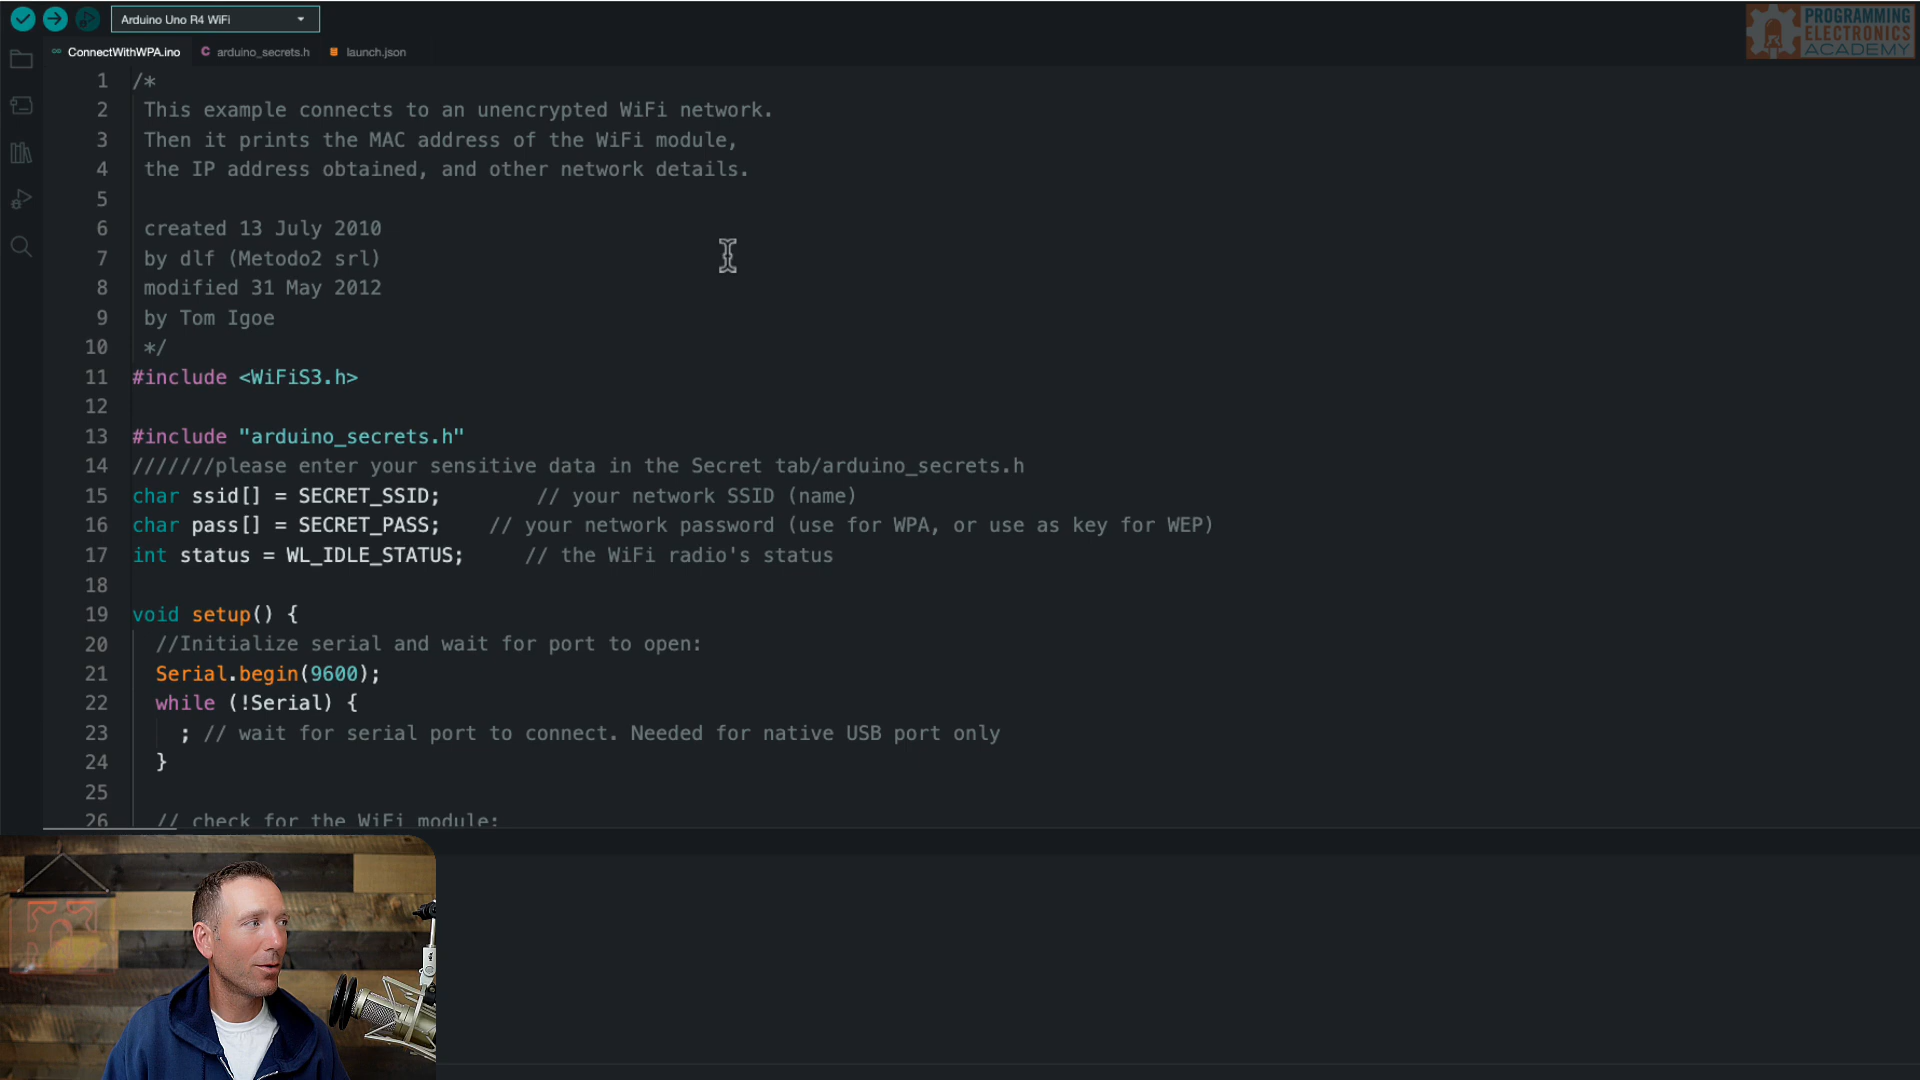 Arduino Uno R4 WiFi
PROGRAMMING
ELECTRONICS
ACADEMY
ConnectWithWPA.ino
C arduino_secrets.h
launch.json
1 /*
2 This example connects to an unencrypted WiFi network.
3 Then it prints the MAC address of the WiFi module,
4 the IP address obtained, and other network details.
5
6 created 13 July 2010
7 by dlf (Metodo2 srl)
8 modified 31 May 2012
9 by Tom Igoe
10 */
11 #include <WiFiS3.h>
12
13 #include "arduino_secrets.h"
14 ///////please enter your sensitive data in the Secret tab/arduino_secrets.h
15 char ssid[] = SECRET_SSID;        // your network SSID (name)
16 char pass[] = SECRET_PASS;    // your network password (use for WPA, or use as key for WEP)
17 int status = WL_IDLE_STATUS;     // the WiFi radio's status
18
19 void setup() {
20 //Initialize serial and wait for port to open:
21 Serial.begin(9600);
22 while (!Serial) {
23 ; // wait for serial port to connect. Needed for native USB port only
24 }
25
26 // check for the WiFi module: